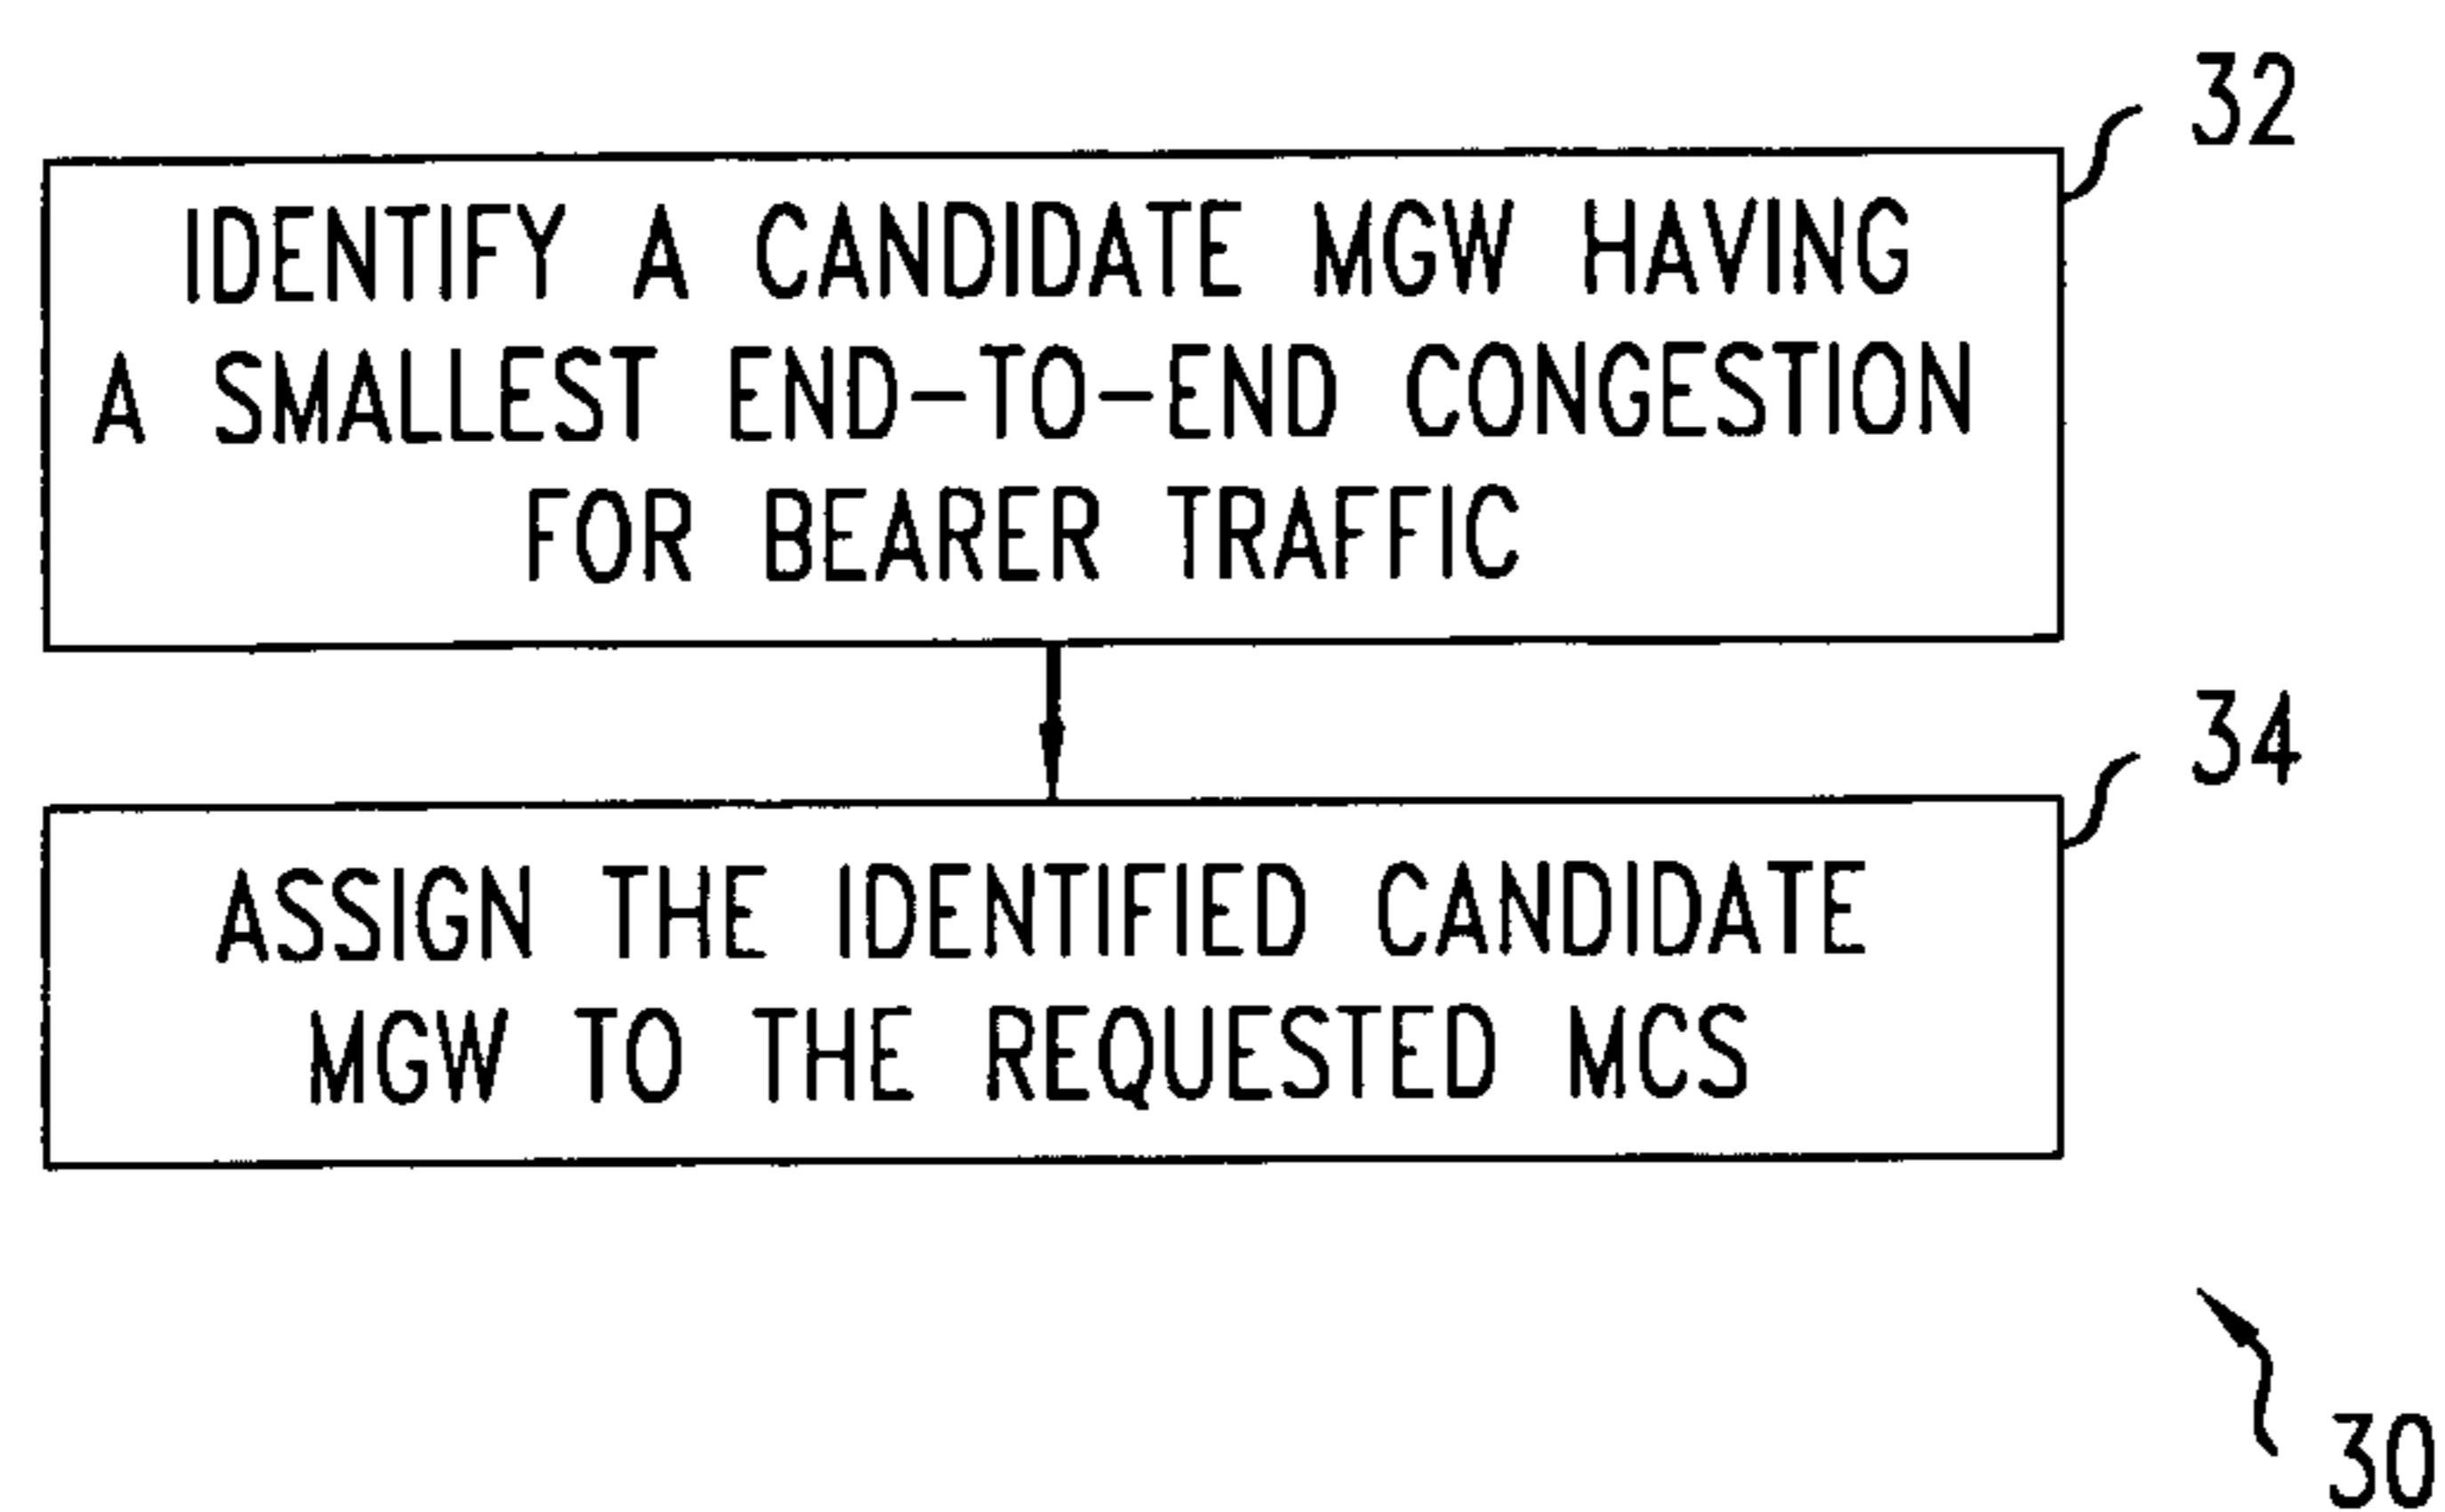 32
IDENTIFY A CANDIDATE MGW HAVING
A SMALLEST END-TO-END CONGESTION
FOR BEARER TRAFFIC
34
ASSIGN THE IDENTIFIED CANDIDATE
MGW TO THE REQUESTED MCS
30